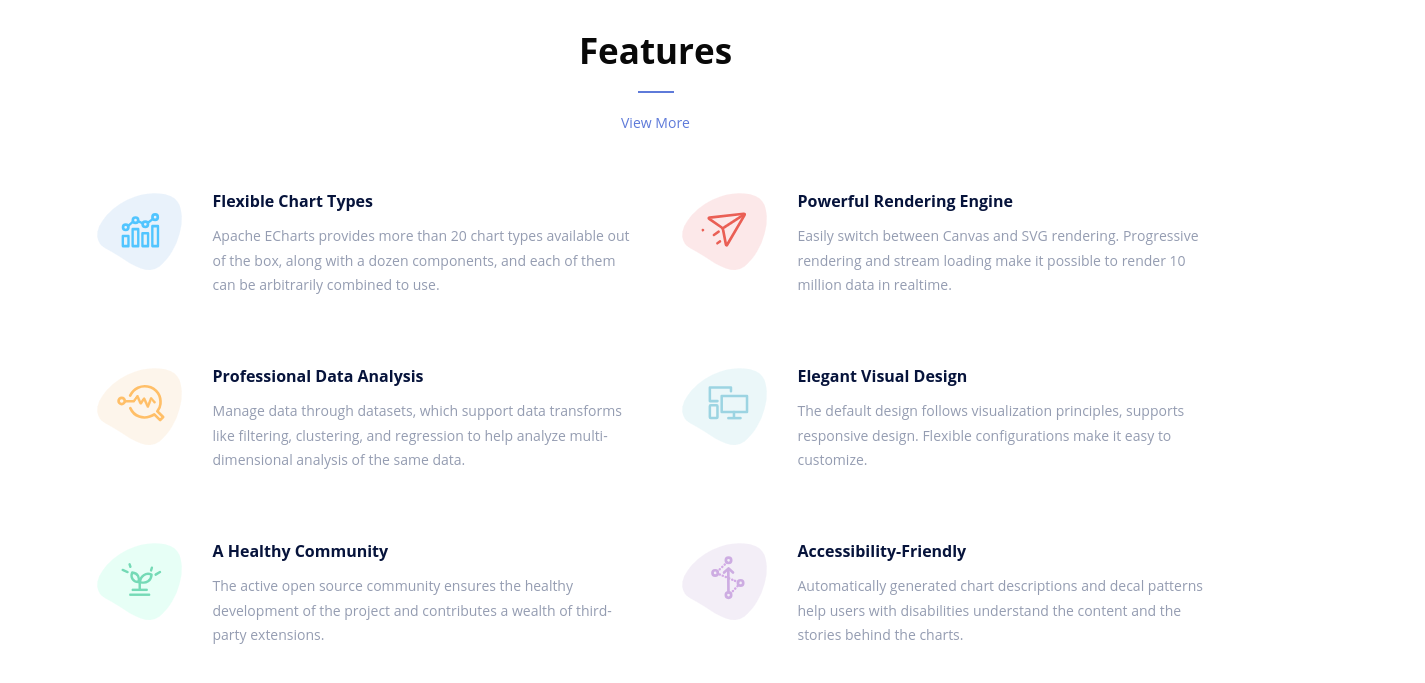 Features
View More
Flexible Chart Types
Apache ECharts provides more than 20 chart types available out
of the box, along with a dozen components, and each of them
can be arbitrarily combined to use.
Powerful Rendering Engine
Easily switch between Canvas and SVG rendering. Progressive
rendering and stream loading make it possible to render 10
million data in realtime.
Professional Data Analysis
Manage data through datasets, which support data transforms
like filtering, clustering, and regression to help analyze multi-
dimensional analysis of the same data.
Elegant Visual Design
The default design follows visualization principles, supports
responsive design. Flexible configurations make it easy to
customize.
A Healthy Community
The active open source community ensures the healthy
development of the project and contributes a wealth of third-
party extensions.
Accessibility-Friendly
Automatically generated chart descriptions and decal patterns
help users with disabilities understand the content and the
stories behind the charts.